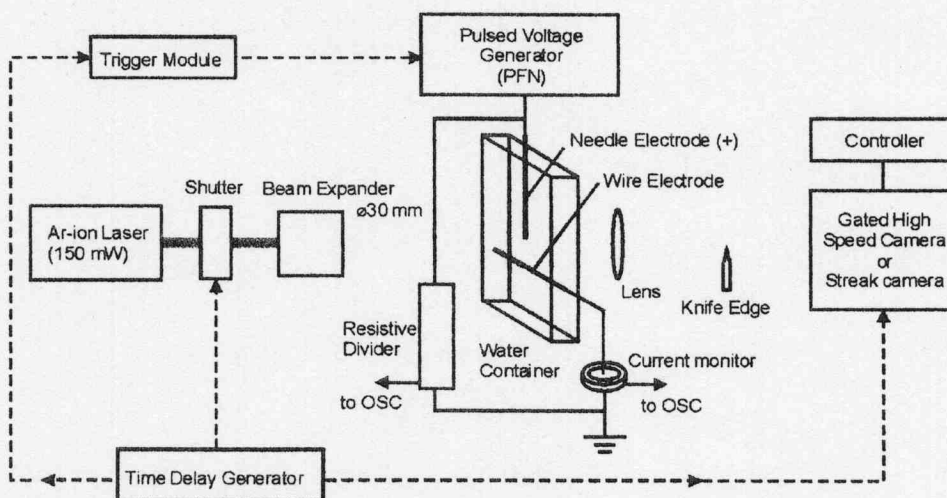 Trigger Module
Pulsed Voltage
Generator
(PFN)
Needle Electrode (+)
Controller
Wire Electrode
Shutter
Beam Expander
ø30 mm
Ar-ion Laser
(150 mW)
Gated High
Speed Camera
or
Streak camera
Lens
Knife Edge
Resistive
Divider
Water
Container
Current monitor
to OSC
to OSC
Time Delay Generator